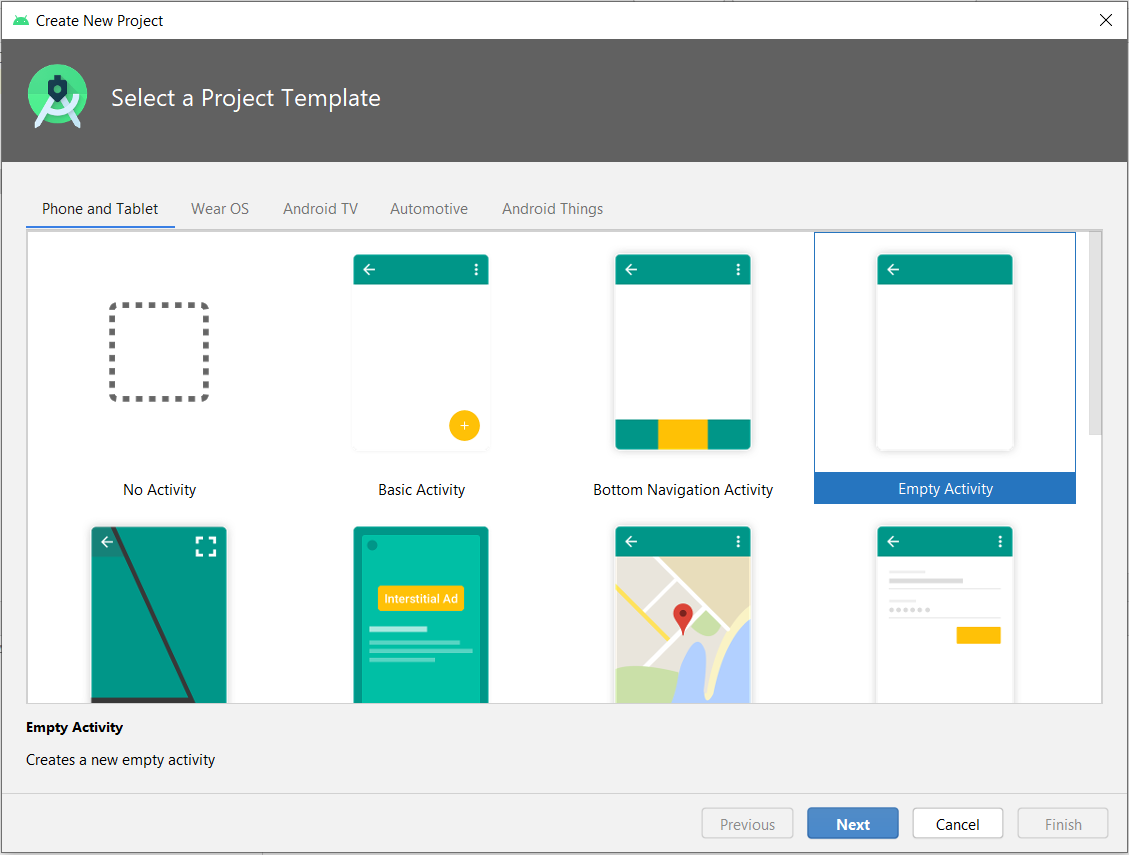 Create New Project
Select a Project Template
Phone and Tablet Wear OS Android TV Automotive Android Things
No Activity Basic Activity Bottom Navigation Activity Empty Activity
Interstitial Ad
Empty Activity
Creates a new empty activity
Previous Next Cancel Finish